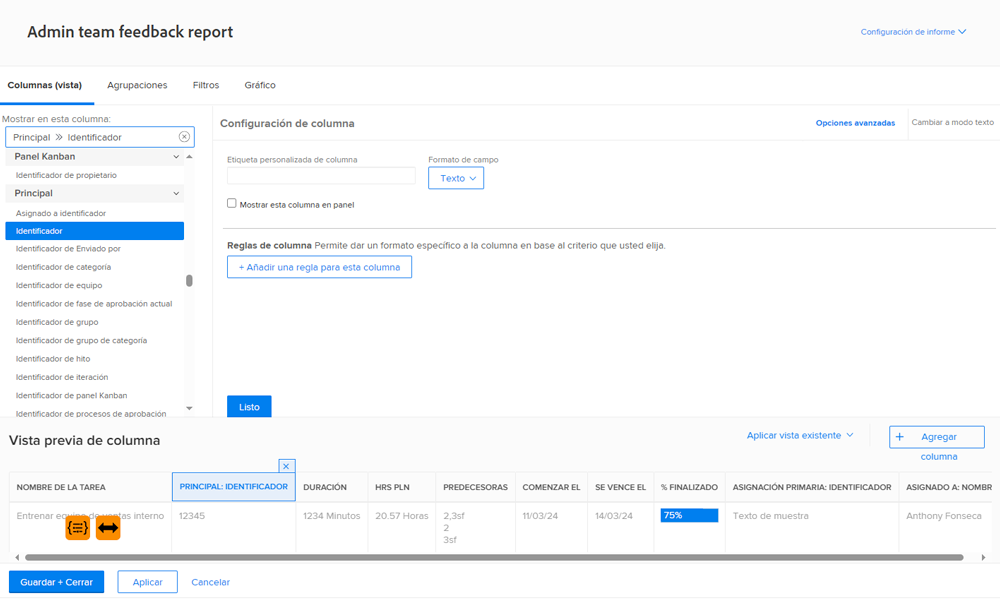 Admin team feedback report
Configuración de informe
Columnas (vista)
Agrupaciones
Filtros
Gráfico
Mostrar en esta columna:
Principal » Identificador
Panel Kanban
Identificador de propietario
Principal
Asignado a identificador
Identificador
Identificador de Enviado por
Identificador de categoría
Identificador de equipo
Identificador de fase de aprobación actual
Identificador de grupo
Identificador de grupo de categoría
Identificador de hito
Identificador de iteración
Identificador de panel Kanban
Identificador de procesos de aprobación
Configuración de columna
Opciones avanzadas
Cambiar a modo texto
Etiqueta personalizada de columna
Formato de campo
Texto
Mostrar esta columna en panel
Reglas de columna Permite dar un formato específico a la columna en base al criterio que usted elija.
+ Añadir una regla para esta columna
Listo
Vista previa de columna
Aplicar vista existente
+ Agregar
columna
NOMBRE DE LA TAREA PRINCIPAL: IDENTIFICADOR DURACIÓN HRS PLN PREDECESORAS COMENZAR EL SE VENCE EL % FINALIZADO ASIGNACIÓN PRIMARIA: IDENTIFICADOR ASIGNADO A: NOMBR
Entrenar equipo de ventas interno 12345 1234 Minutos 20.57 Horas 2,3sf 11/03/24 14/03/24 75% Texto de muestra Anthony Fonseca
2
3sf
Guardar + Cerrar
Aplicar
Cancelar